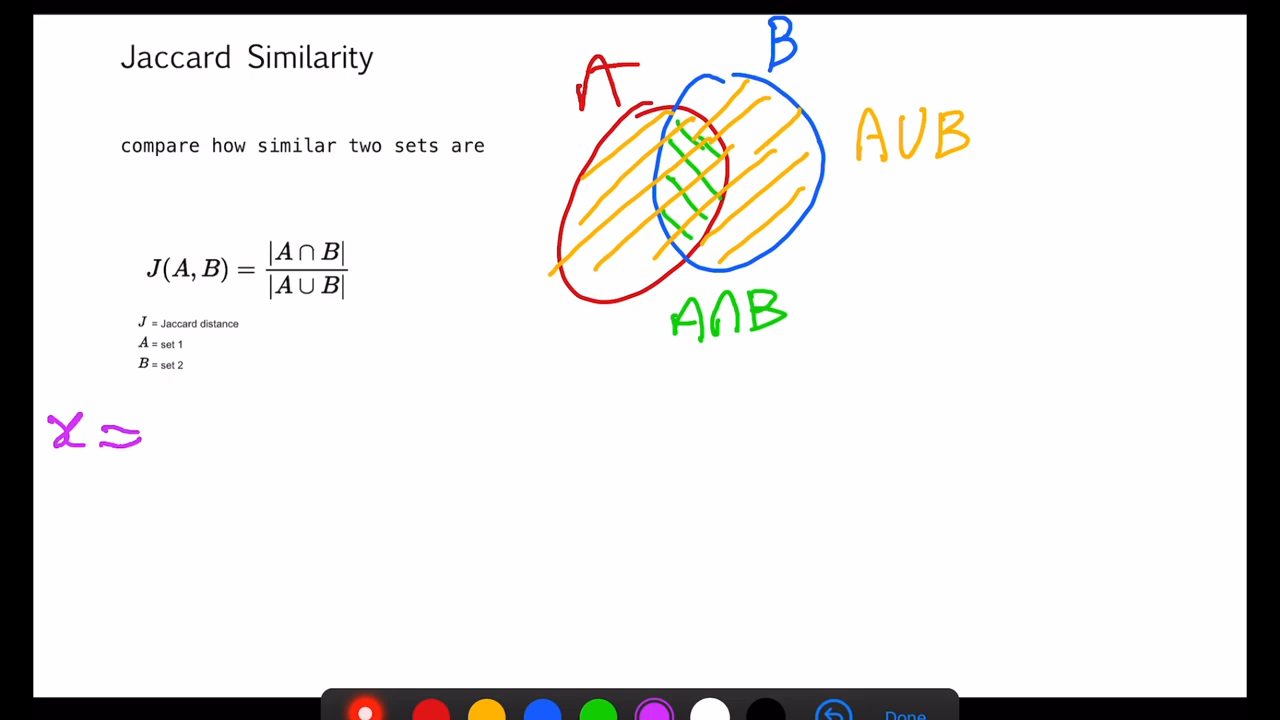 Jaccard Similarity
compare how similar two sets are
J(A, B) = |A ∩ B| / |A ∪ B|
J = Jaccard distance
A = set 1
B = set 2
A
B
A∪B
A∩B
x =
Done